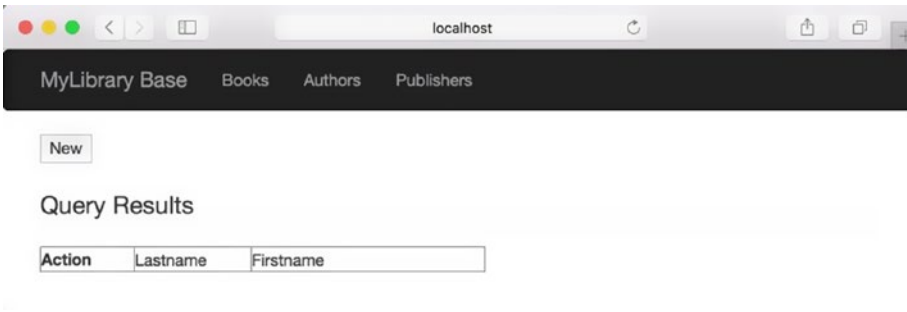 localhost
MyLibrary Base Books Authors Publishers
New
Query Results
Action Lastname Firstname